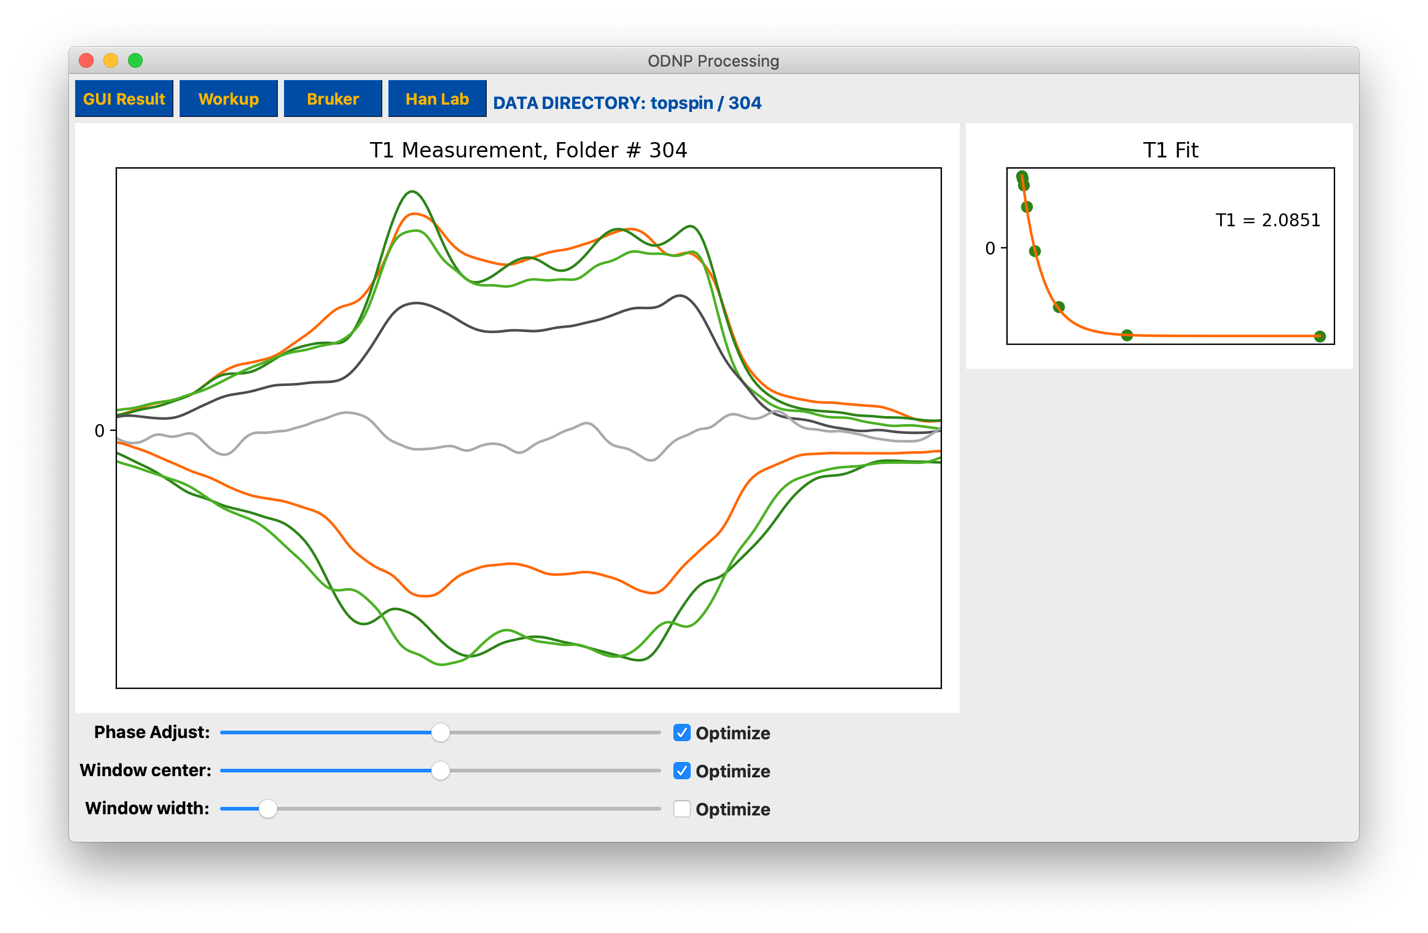 ODNP Processing
GUI Result Workup Bruker Han Lab DATA DIRECTORY: topspin / 304
T1 Measurement, Folder # 304
0
T1 Fit
T1 = 2.0851
0
Phase Adjust: Optimize
Window center: Optimize
Window width: Optimize